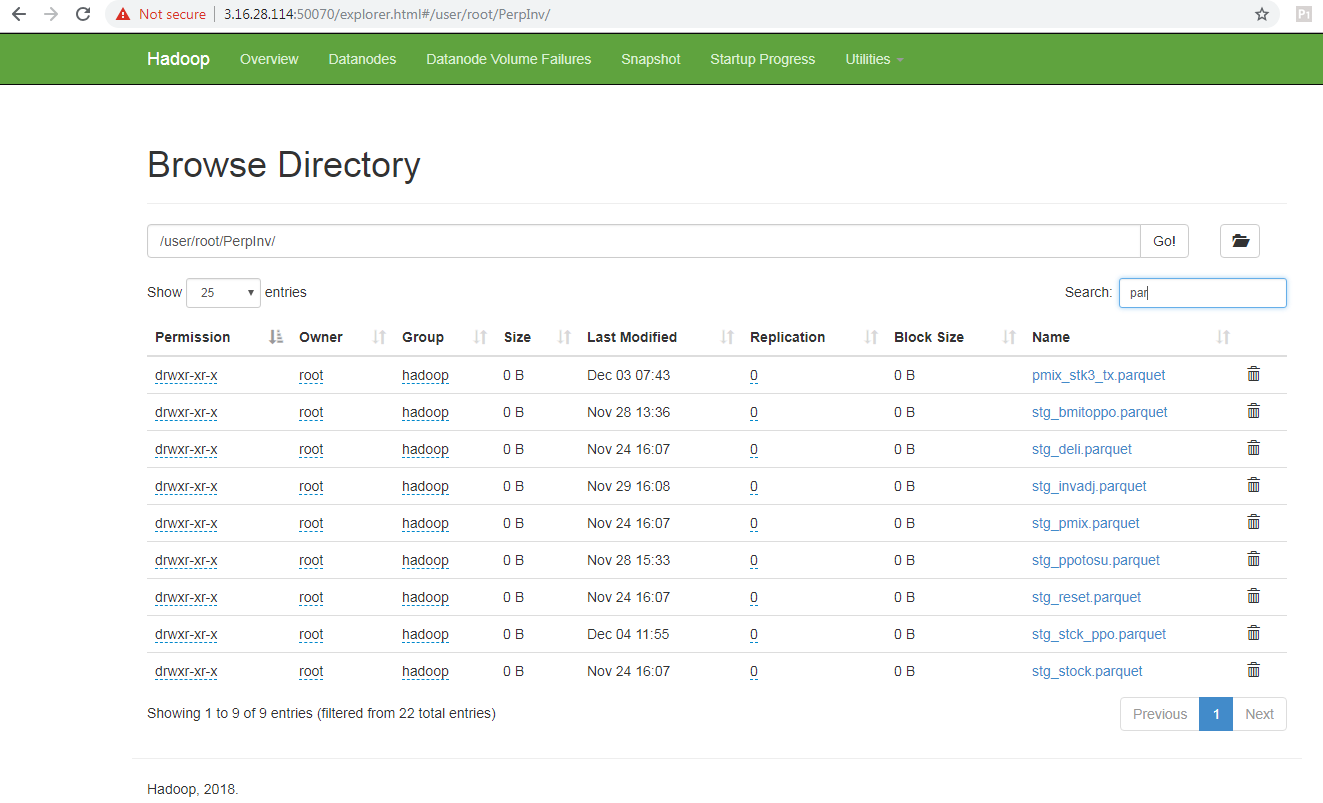 Not secure 3.16.28.114:50070/explorer.html#/user/root/PerpInv/
Hadoop Overview Datanodes Datanode Volume Failures Snapshot Startup Progress Utilities
Browse Directory
/user/root/PerpInv/ Go!
Show 25 entries Search: par
Permission Owner Group Size Last Modified Replication Block Size Name
drwxr-xr-x root hadoop 0 B Dec 03 07:43 0 0 B pmix_stk3_tx.parquet
drwxr-xr-x root hadoop 0 B Nov 28 13:36 0 0 B stg_bmitoppo.parquet
drwxr-xr-x root hadoop 0 B Nov 24 16:07 0 0 B stg_deli.parquet
drwxr-xr-x root hadoop 0 B Nov 29 16:08 0 0 B stg_invadj.parquet
drwxr-xr-x root hadoop 0 B Nov 24 16:07 0 0 B stg_pmix.parquet
drwxr-xr-x root hadoop 0 B Nov 28 15:33 0 0 B stg_ppotosu.parquet
drwxr-xr-x root hadoop 0 B Nov 24 16:07 0 0 B stg_reset.parquet
drwxr-xr-x root hadoop 0 B Dec 04 11:55 0 0 B stg_stck_ppo.parquet
drwxr-xr-x root hadoop 0 B Nov 24 16:07 0 0 B stg_stock.parquet
Showing 1 to 9 of 9 entries (filtered from 22 total entries) Previous 1 Next
Hadoop, 2018.